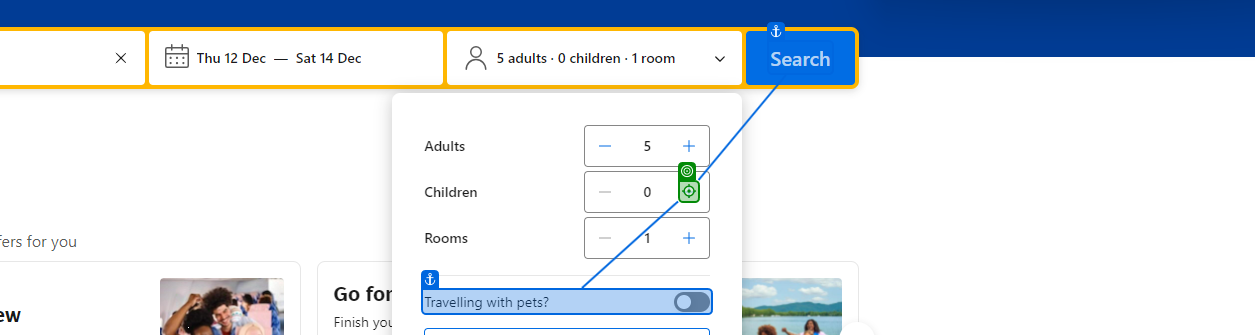 Thu 12 Dec — Sat 14 Dec
5 adults · 0 children · 1 room
Search
Adults
5
Children
0
Rooms
1
fers for you
Travelling with pets?
ew
Go for
Finish you